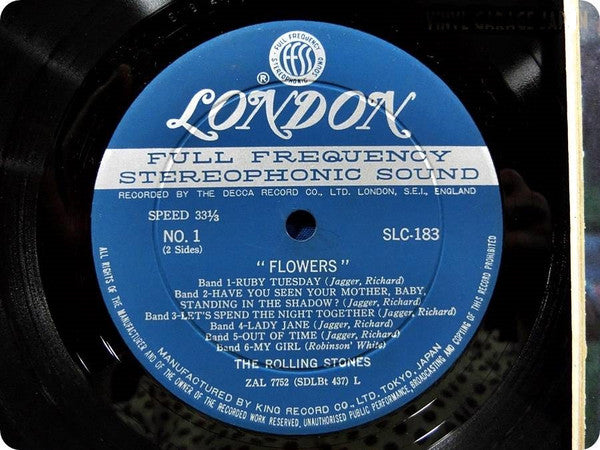 VINYL GARAGE JAPAN
FULL FREQUENCY
FFSS
STEREOPHONIC SOUND
®
LONDON
FULL FREQUENCY
STEREOPHONIC SOUND
RECORDED BY THE DECCA RECORD CO., LTD. LONDON, S.E.I., ENGLAND
SPEED 33⅓
NO. 1 SLC-183
(2 Sides)
"FLOWERS"
Band 1-RUBY TUESDAY (Jagger, Richard)
Band 2-HAVE YOU SEEN YOUR MOTHER, BABY,
STANDING IN THE SHADOW? (Jagger, Richard)
Band 3-LET'S SPEND THE NIGHT TOGETHER (Jagger, Richard)
Band 4-LADY JANE (Jagger, Richard)
Band 5-OUT OF TIME (Jagger, Richard)
Band 6-MY GIRL (Robinson' White)
THE ROLLING STONES
ZAL 7752 (SDLBt 437) L
MANUFACTURED BY KING RECORD CO., LTD. TOKYO, JAPAN
ALL RIGHTS OF THE MANUFACTURER AND OF THE OWNER OF THE RECORDED WORK RESERVED, UNAUTHORISED PUBLIC PERFORMANCE, BROADCASTING AND COPYING OF THIS RECORD PROHIBITED